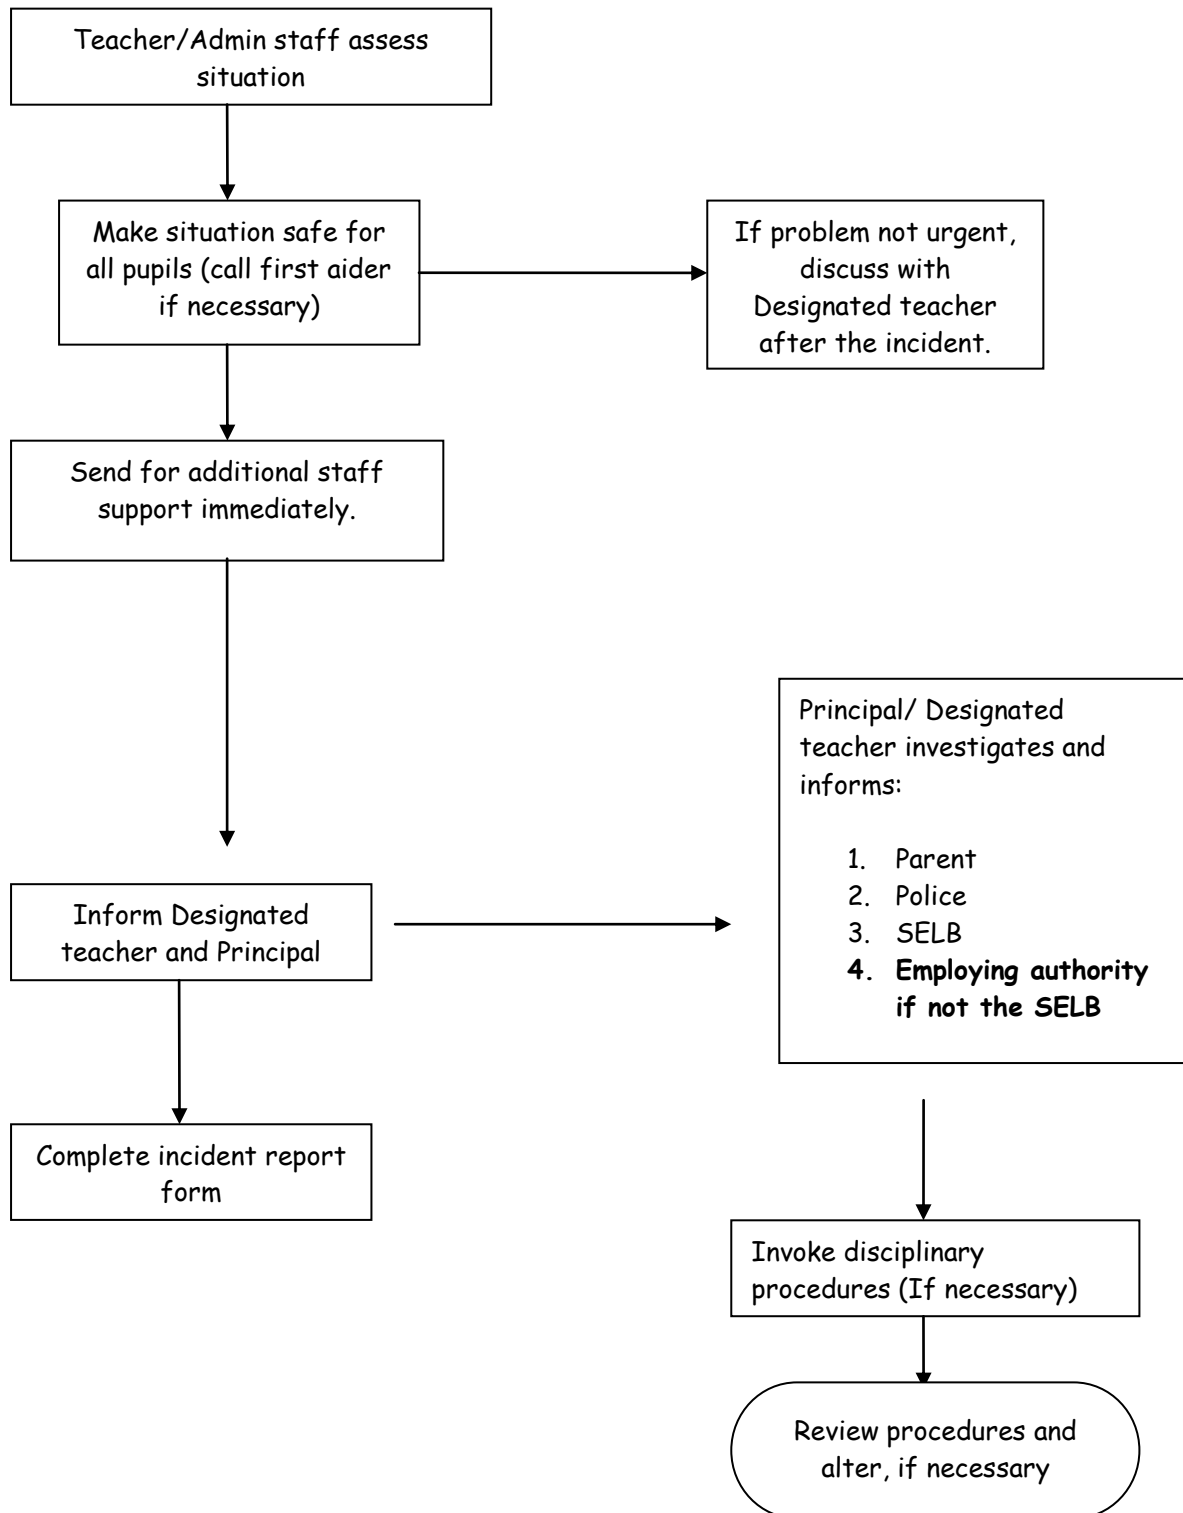 Teacher/Admin staff assess
situation
Make situation safe for
all pupils (call first aider
if necessary)
If problem not urgent,
discuss with
Designated teacher
after the incident.
Send for additional staff
support immediately.
Principal/ Designated
teacher investigates and
informs:
1. Parent
2. Police
3. SELB
4. Employing authority
if not the SELB
Inform Designated
teacher and Principal
Complete incident report
form
Invoke disciplinary
procedures (If necessary)
Review procedures and
alter, if necessary